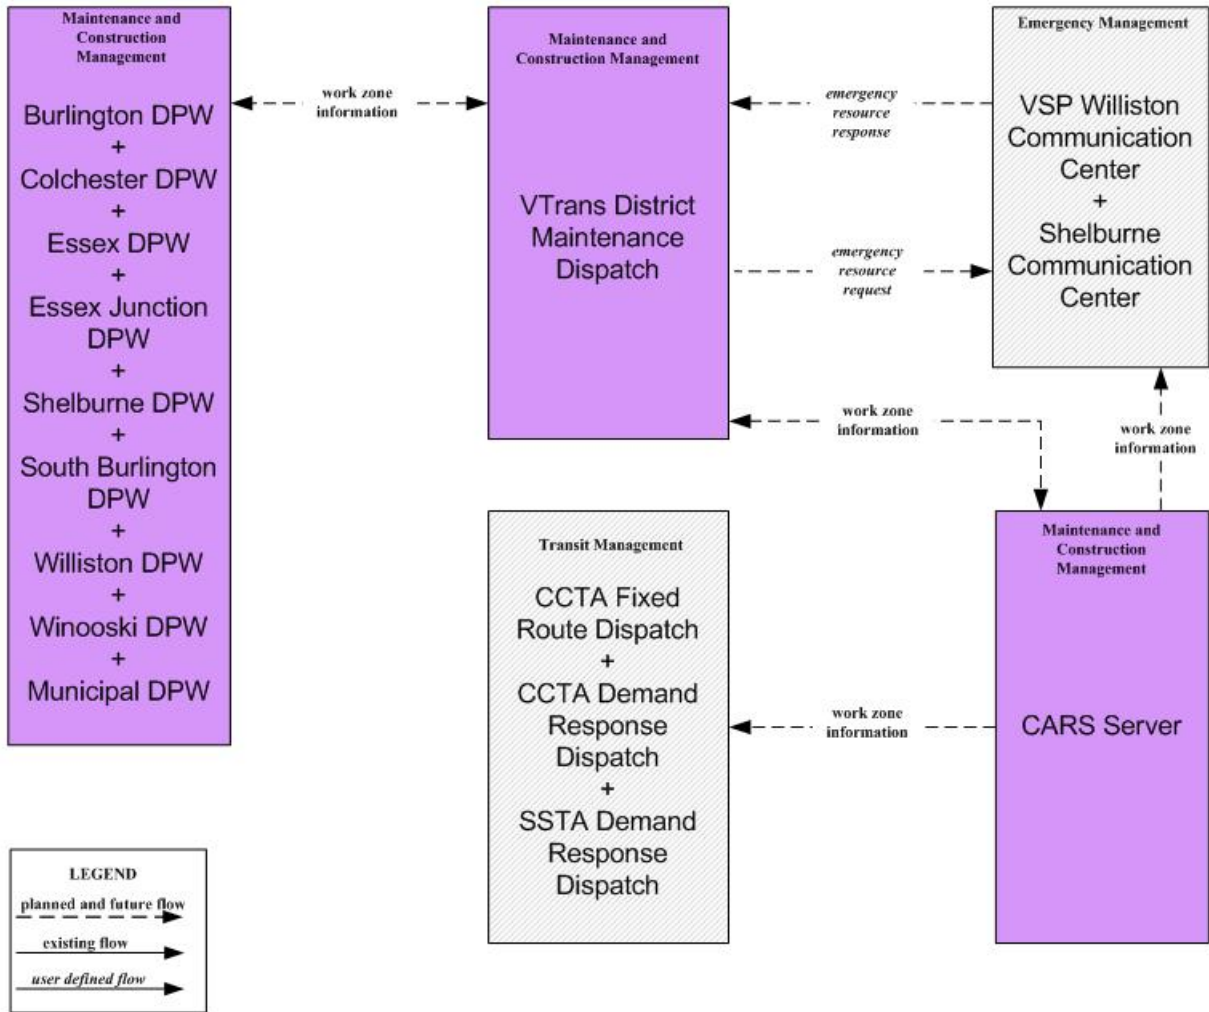 Maintenance and
Construction
Management
Burlington DPW
+
Colchester DPW
+
Essex DPW
+
Essex Junction
DPW
+
Shelburne DPW
+
South Burlington
DPW
+
Williston DPW
+
Winooski DPW
+
Municipal DPW
work zone
information
Maintenance and
Construction Management
VTrans District
Maintenance
Dispatch
emergency
resource
response
emergency
resource
request
Emergency Management
VSP Williston
Communication
Center
+
Shelburne
Communication
Center
work zone
information
work zone
information
Transit Management
CCTA Fixed
Route Dispatch
+
CCTA Demand
Response
Dispatch
+
SSTA Demand
Response
Dispatch
work zone
information
Maintenance and
Construction
Management
CARS Server
LEGEND
planned and future flow
existing flow
user defined flow